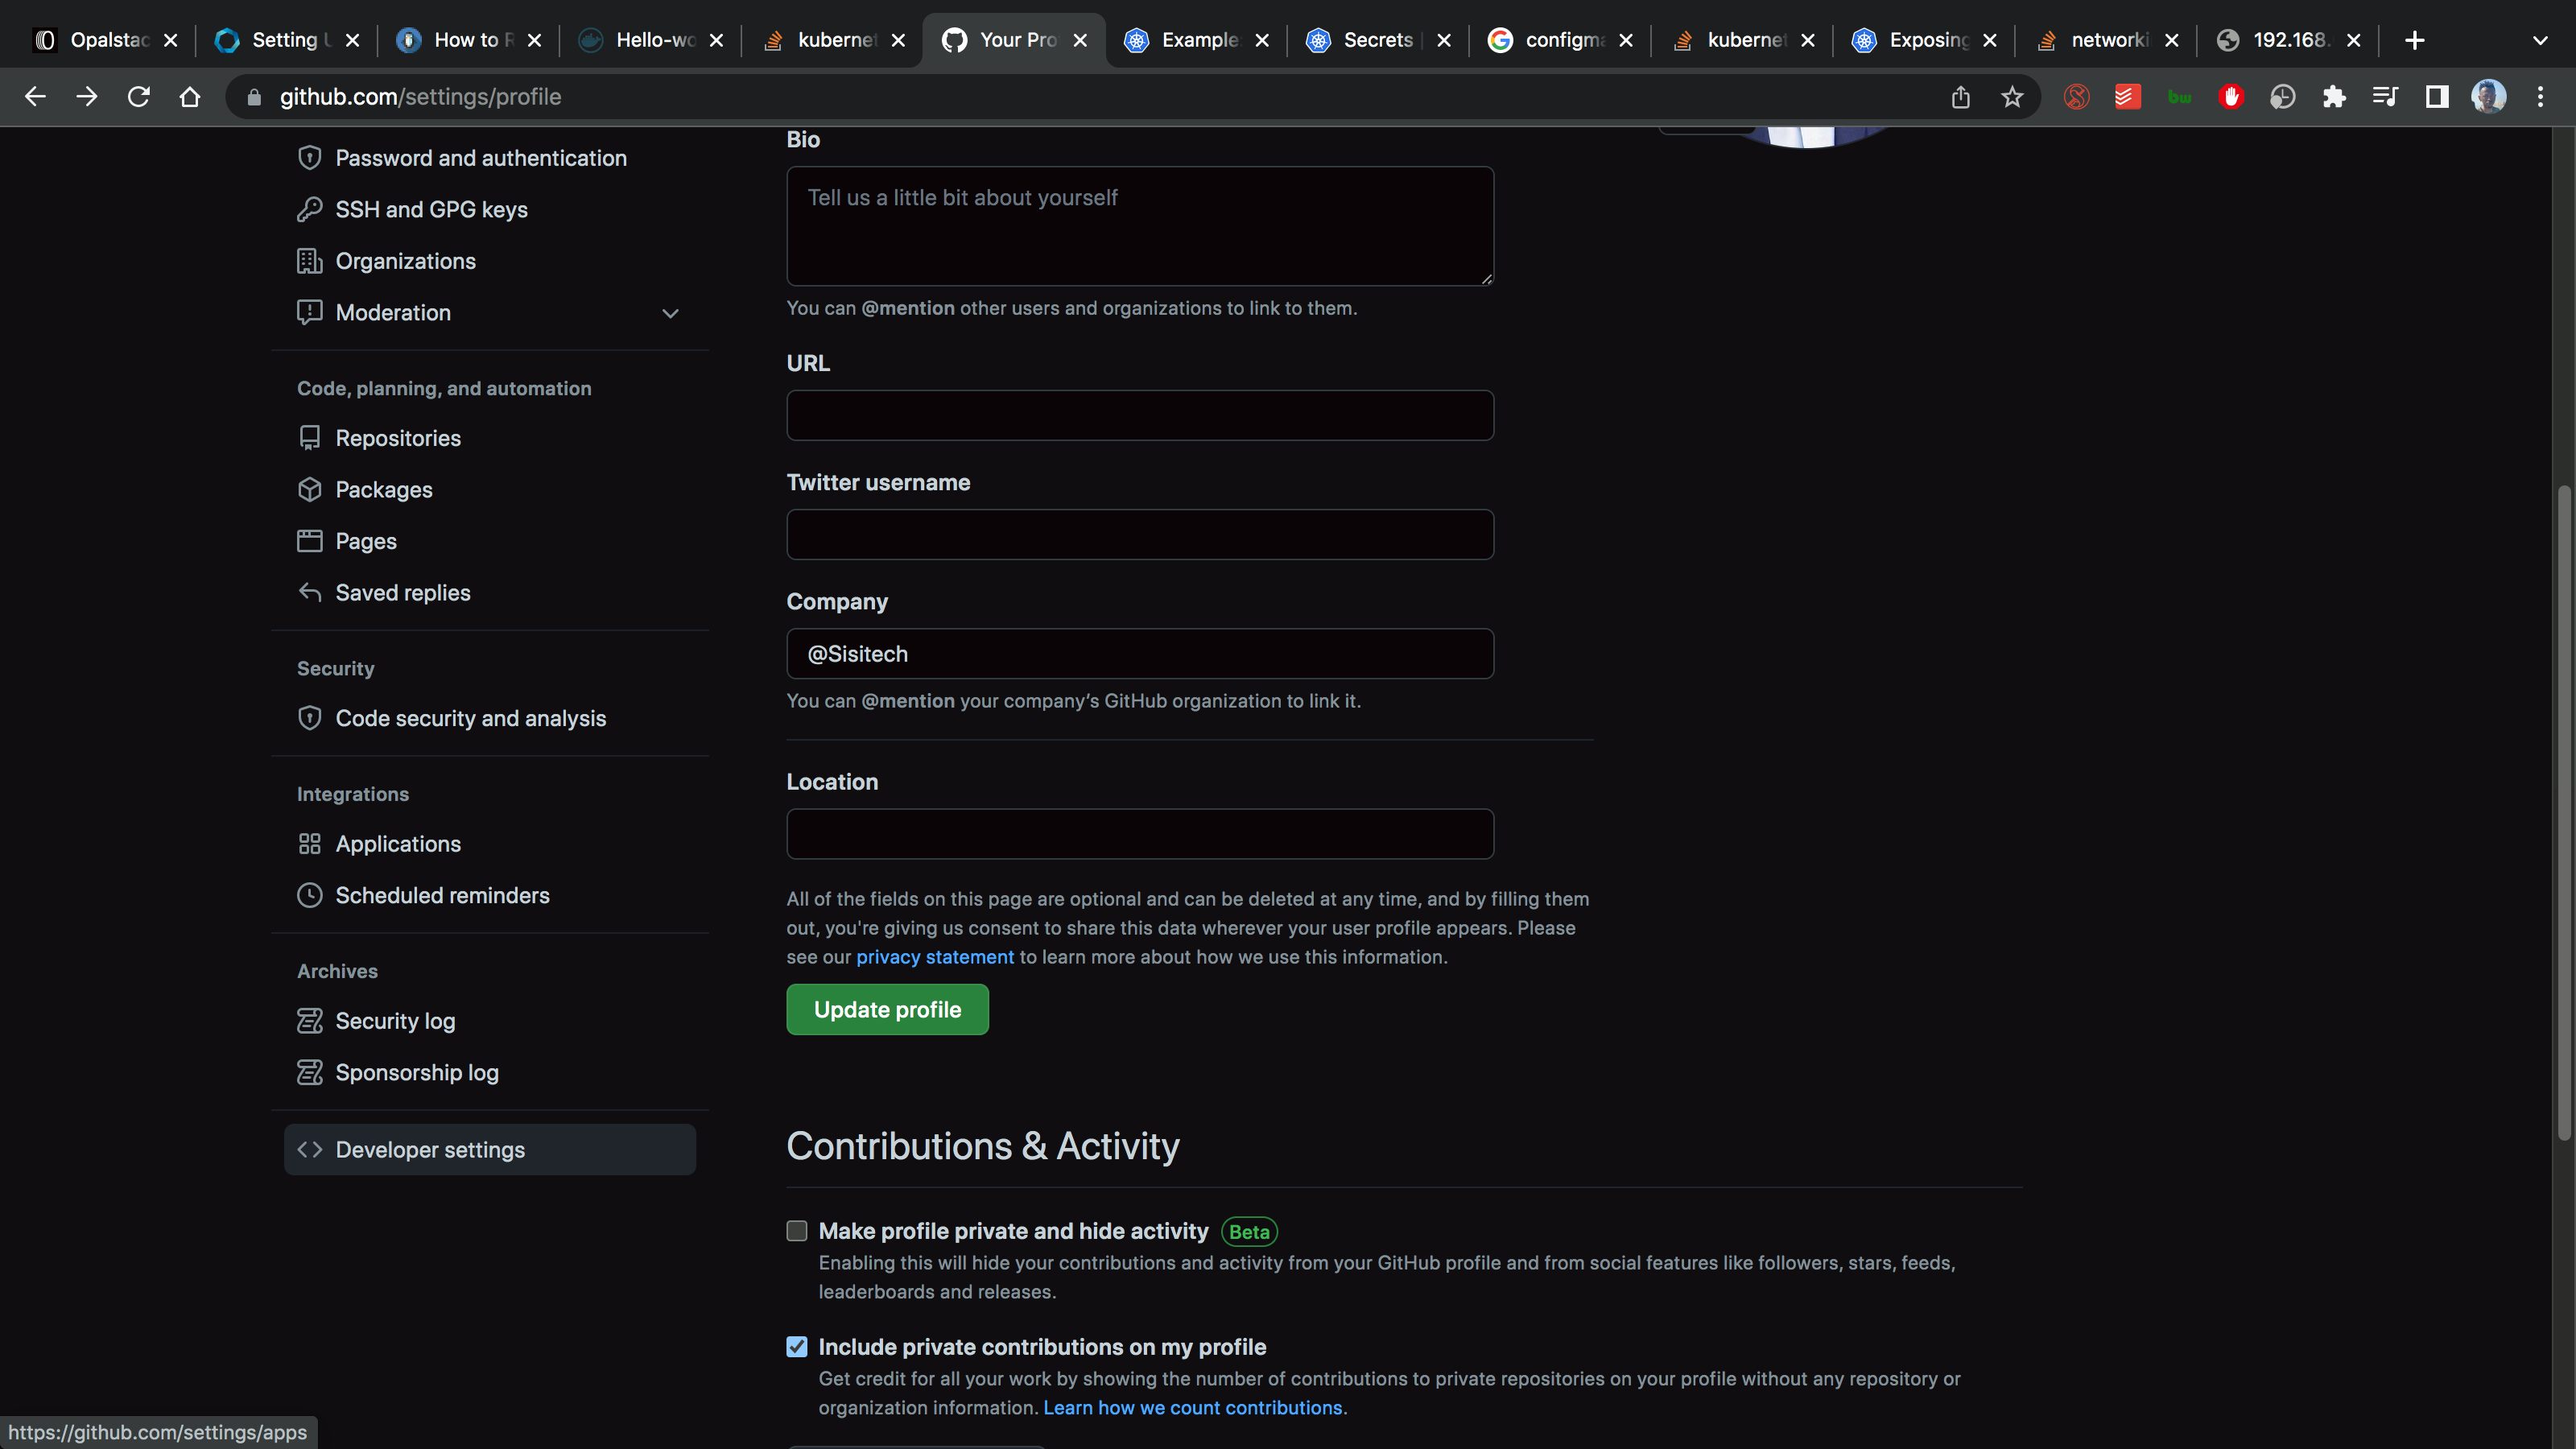 Opalstac
Setting U
How to R
Hello-wo
kubernet
Your Pro
Example
Secrets |
configma
kubernet
Exposing
networki
192.168.
github.com/settings/profile
bw
Password and authentication
SSH and GPG keys
Organizations
Moderation
Code, planning, and automation
Repositories
Packages
Pages
Saved replies
Security
Code security and analysis
Integrations
Applications
Scheduled reminders
Archives
Security log
Sponsorship log
Developer settings
Bio
Tell us a little bit about yourself
You can @mention other users and organizations to link to them.
URL
Twitter username
Company
@Sisitech
You can @mention your company's GitHub organization to link it.
Location
All of the fields on this page are optional and can be deleted at any time, and by filling them
out, you're giving us consent to share this data wherever your user profile appears. Please
see our privacy statement to learn more about how we use this information.
Update profile
Contributions & Activity
Make profile private and hide activity Beta
Enabling this will hide your contributions and activity from your GitHub profile and from social features like followers, stars, feeds,
leaderboards and releases.
Include private contributions on my profile
Get credit for all your work by showing the number of contributions to private repositories on your profile without any repository or
organization information. Learn how we count contributions.
https://github.com/settings/apps